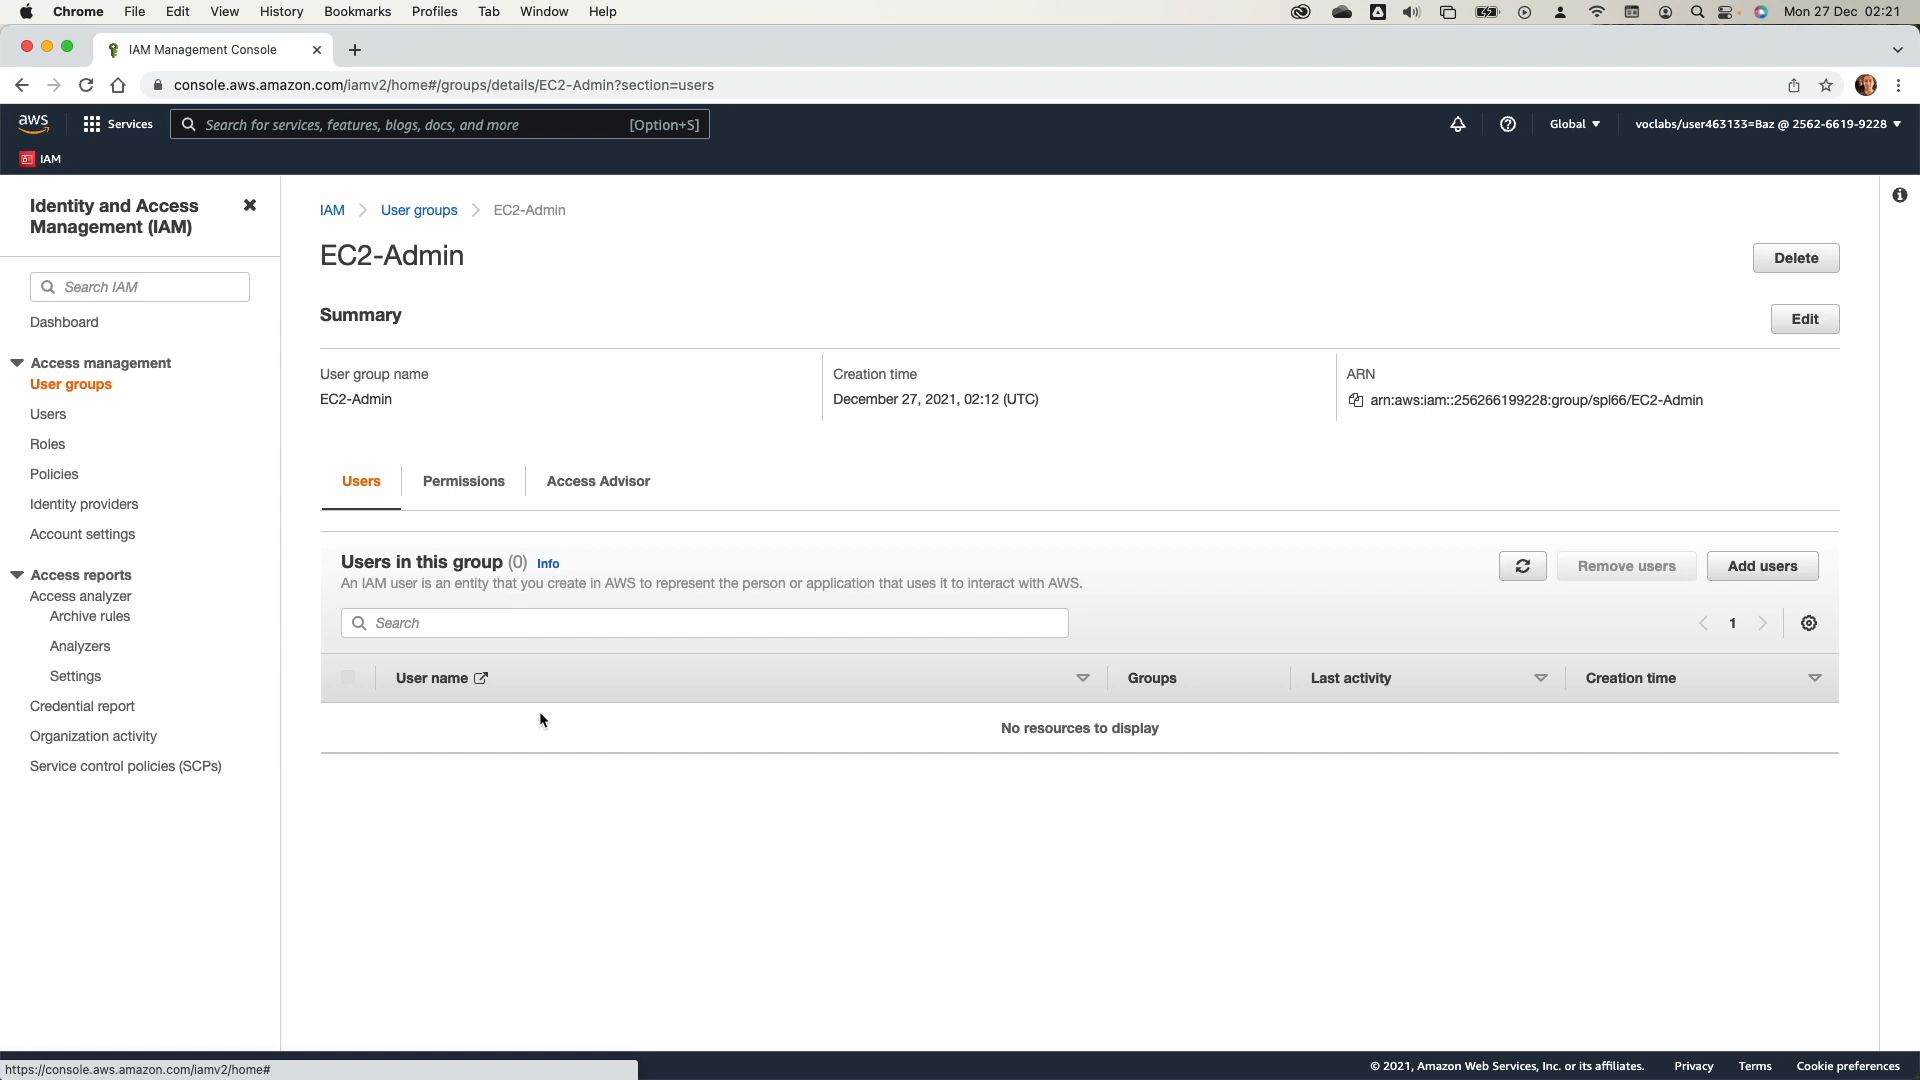 Chrome File Edit View History Bookmarks Profiles Tab Window Help Mon 27 Dec 02:21
IAM Management Console
console.aws.amazon.com/iamv2/home#/groups/details/EC2-Admin?section=users
aws Services Search for services, features, blogs, docs, and more [Option+S] Global voclabs/user463133=Baz @ 2562-6619-9228
IAM
Identity and Access
Management (IAM)
Search IAM
Dashboard
Access management
User groups
Users
Roles
Policies
Identity providers
Account settings
Access reports
Access analyzer
Archive rules
Analyzers
Settings
Credential report
Organization activity
Service control policies (SCPs)
IAM User groups EC2-Admin
EC2-Admin
Delete
Summary
Edit
User group name
EC2-Admin
Creation time
December 27, 2021, 02:12 (UTC)
ARN
arn:aws:iam::256266199228:group/spl66/EC2-Admin
Users Permissions Access Advisor
Users in this group (0) Info
An IAM user is an entity that you create in AWS to represent the person or application that uses it to interact with AWS.
Remove users Add users
Search
1
User name Groups Last activity Creation time
No resources to display
https://console.aws.amazon.com/iamv2/home#
© 2021, Amazon Web Services, Inc. or its affiliates. Privacy Terms Cookie preferences